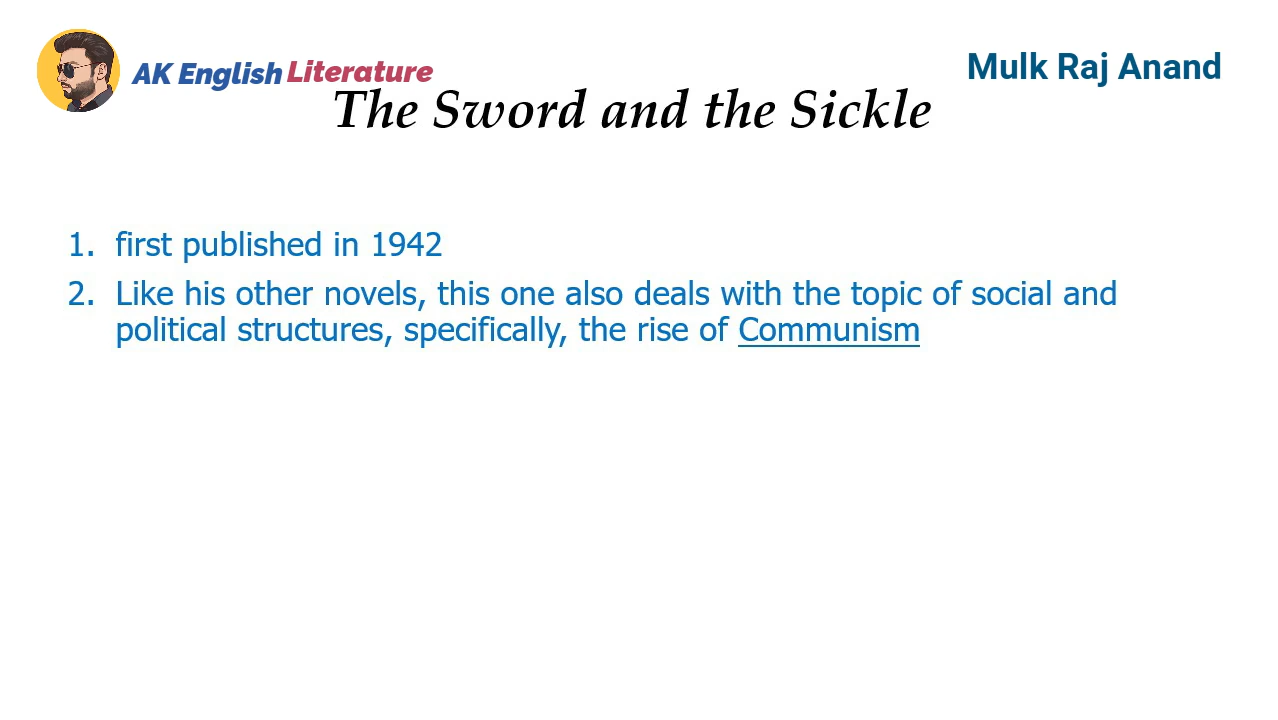 AK English Literature
Mulk Raj Anand
The Sword and the Sickle
1. first published in 1942
2. Like his other novels, this one also deals with the topic of social and
political structures, specifically, the rise of Communism